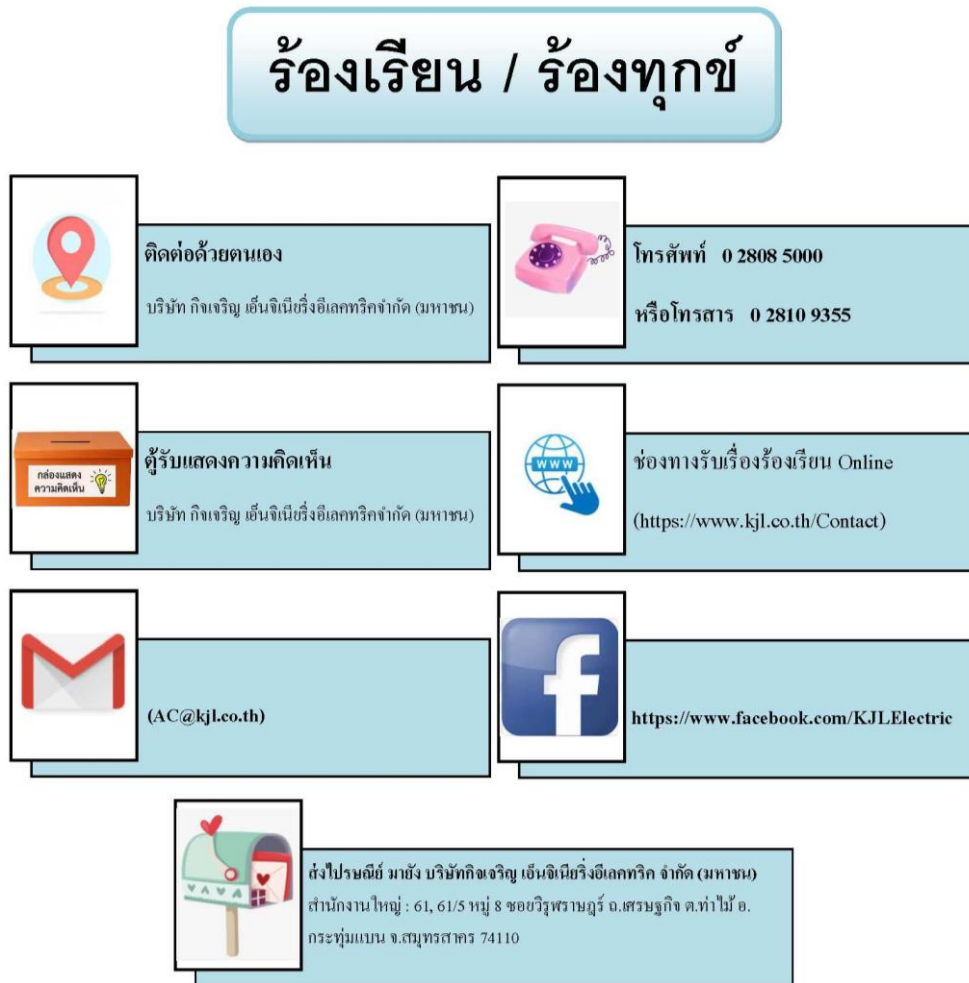 ร้องเรียน / ร้องทุกข์
ติดต่อด้วยตนเอง
บริษัท กิจเจริญ เอ็นจิเนียริ่งอีเลคทริคจำกัด (มหาชน)
โทรศัพท์ 0 2808 5000
หรือโทรสาร 0 2810 9355
กล่องแสดง
ความคิดเห็น
ตู้รับแสดงความคิดเห็น
บริษัท กิจเจริญ เอ็นจิเนียริ่งอีเลคทริคจำกัด (มหาชน)
WWW
ช่องทางรับเรื่องร้องเรียน Online
(https://www.kjl.co.th/Contact)
(AC@kjl.co.th)
f
https://www.facebook.com/KJLElectric
ส่งไปรษณีย์ มายัง บริษัทกิจเจริญ เอ็นจิเนียริ่งอีเลคทริค จำกัด (มหาชน)
สำนักงานใหญ่ : 61, 61/5 หมู่ 8 ซอยวิรุฬราษฎร์ ถ.เศรษฐกิจ ต.ท่าไม้ อ.
กระทุ่มแบน จ.สมุทรสาคร 74110